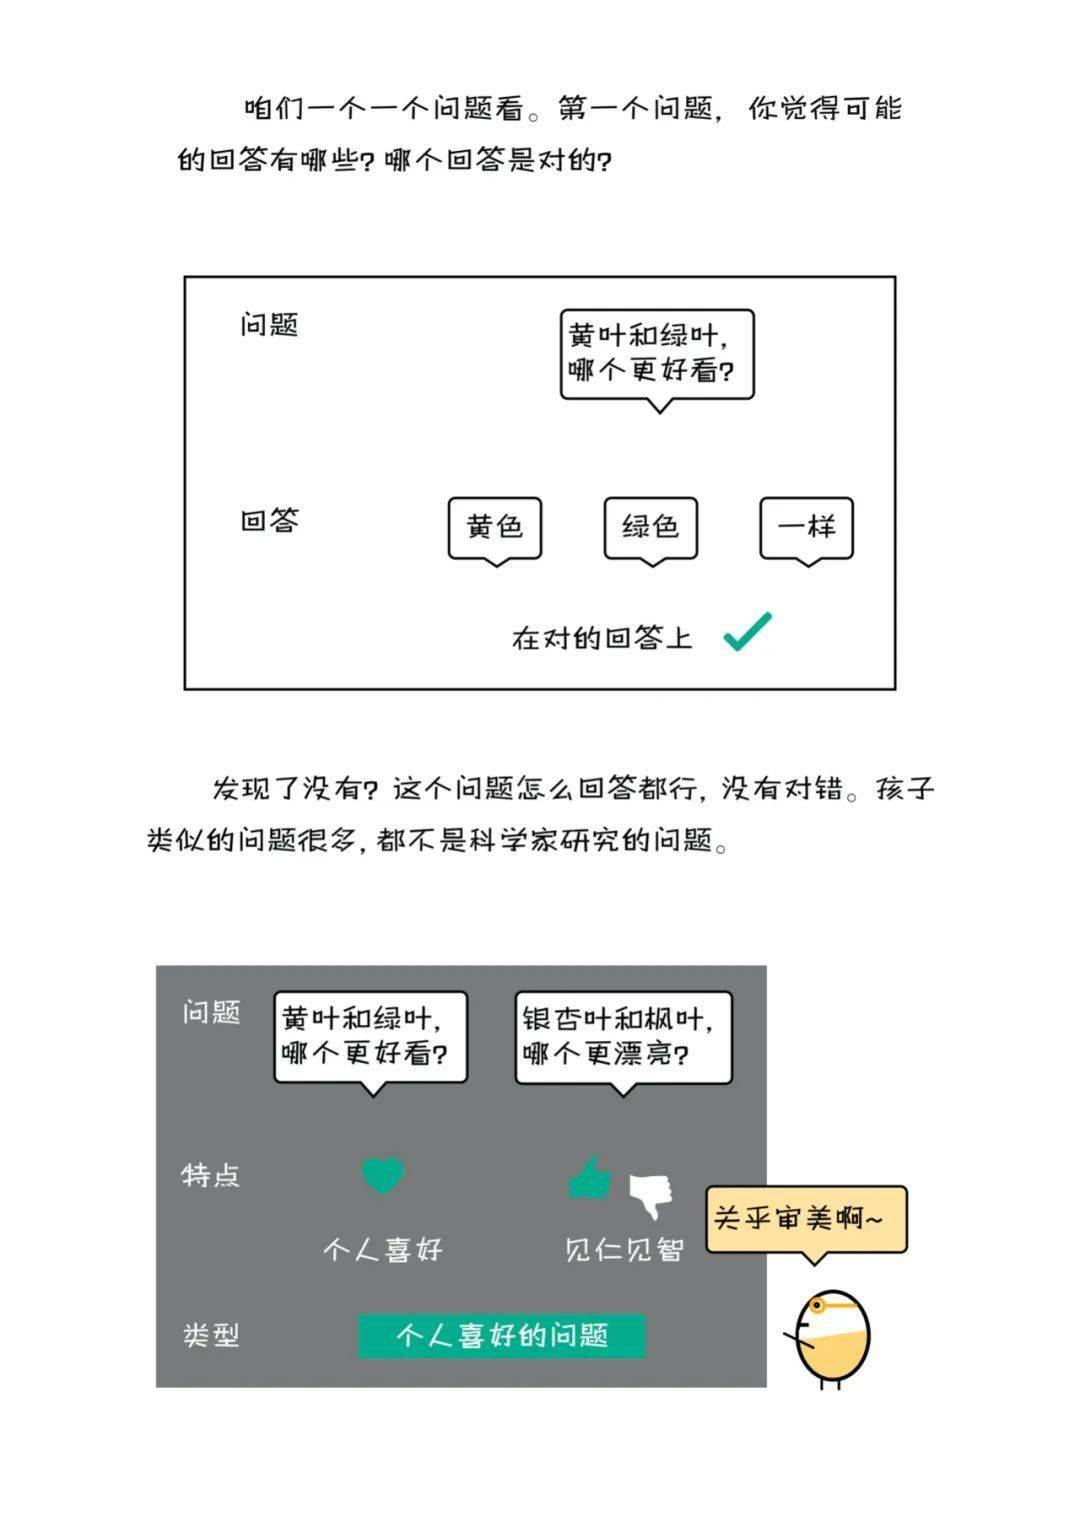 咱们一个一个问题看。第一个问题，你觉得可能
的回答有哪些？哪个回答是对的？
问题
黄叶和绿叶，
哪个更好看？
回答
黄色
绿色
一样
在对的回答上
发现了没有？这个问题怎么回答都行，没有对错。孩子
类似的问题很多，都不是科学家研究的问题。
问题
黄叶和绿叶，
哪个更好看？
银杏叶和枫叶，
哪个更漂亮？
特点
个人喜好
见仁见智
关乎审美啊~
类型
个人喜好的问题